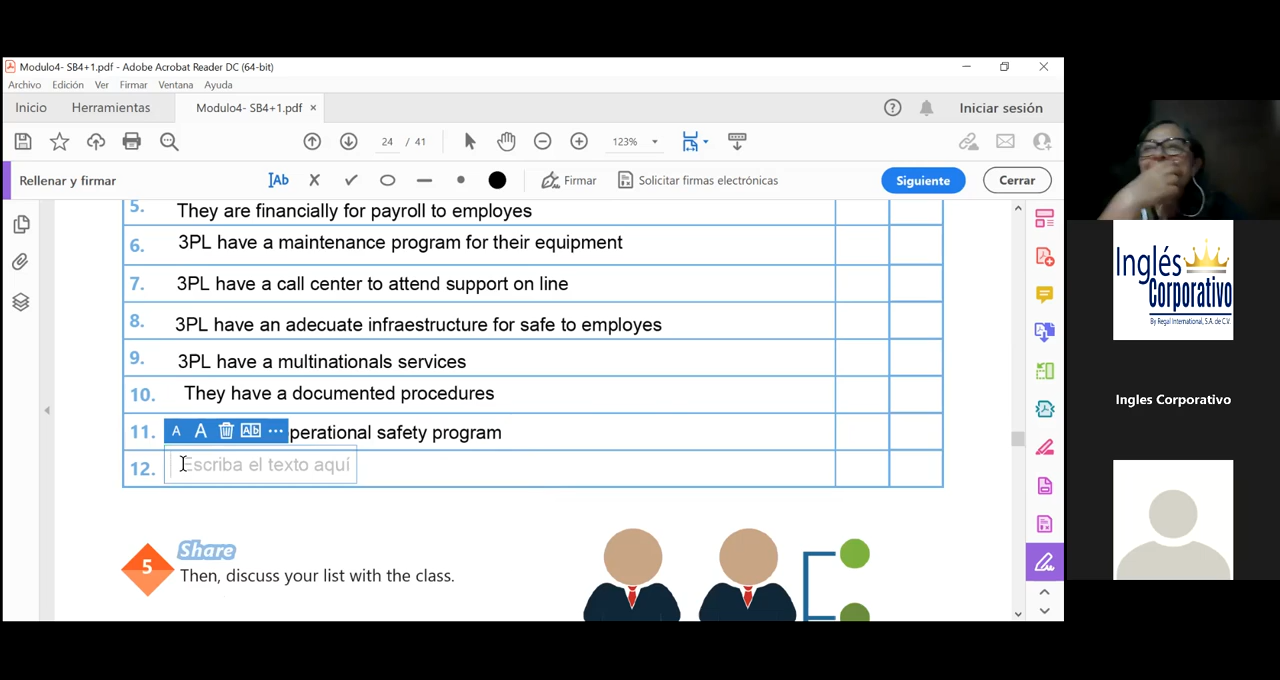 Modulo4- SB4+1.pdf - Adobe Acrobat Reader DC (64-bit)
Archivo Edición Ver Firmar Ventana Ayuda
Inicio Herramientas Modulo4- SB4+1.pdf × Iniciar sesión
24 / 41 123%
Rellenar y firmar Firmar Solicitar firmas electrónicas Siguiente Cerrar
5. They are financially for payroll to employes
6. 3PL have a maintenance program for their equipment
7. 3PL have a call center to attend support on line
8. 3PL have an adecuate infraestructure for safe to employes
9. 3PL have a multinationals services
10. They have a documented procedures
11. perational safety program
12. Escriba el texto aquí
5 Share
Then, discuss your list with the class.
Inglés
Corporativo
By Regal International, S.A. de C.V.
Ingles Corporativo